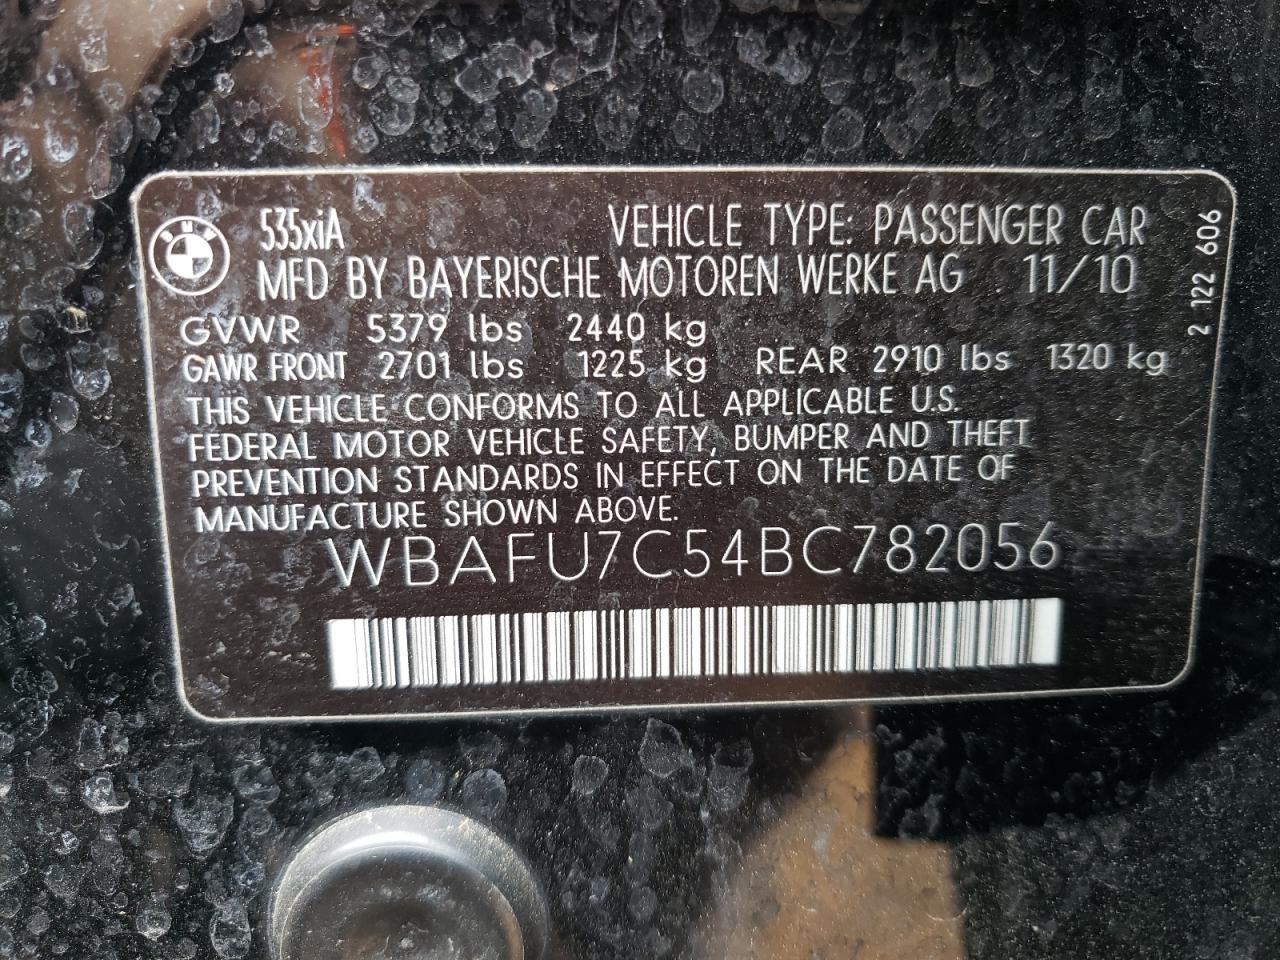 BMW
535xiA VEHICLE TYPE: PASSENGER CAR
MFD BY BAYERISCHE MOTOREN WERKE AG 11/10
GVWR 5379 lbs 2440 kg
GAWR FRONT 2701 lbs 1225 kg REAR 2910 lbs 1320 kg
THIS VEHICLE CONFORMS TO ALL APPLICABLE U.S.
FEDERAL MOTOR VEHICLE SAFETY, BUMPER AND THEFT
PREVENTION STANDARDS IN EFFECT ON THE DATE OF
MANUFACTURE SHOWN ABOVE.
WBAFU7C54BC782056
2 122 606